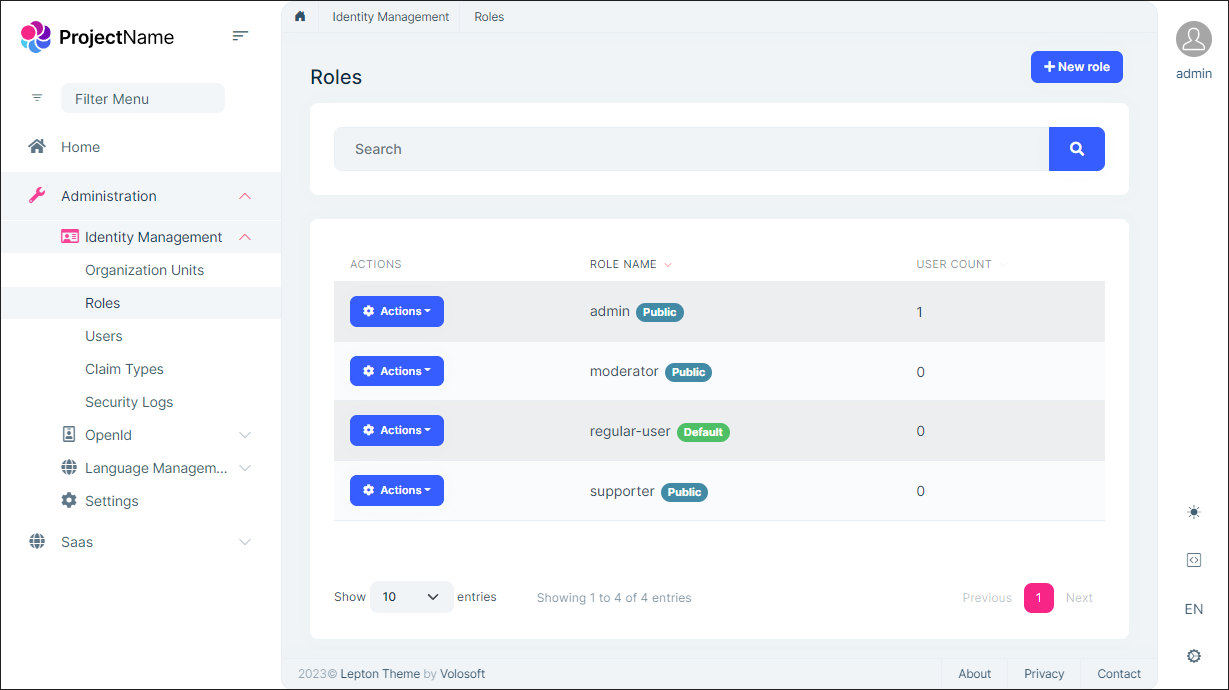 ProjectName
Filter Menu
Home
Administration
Identity Management
Organization Units
Roles
Users
Claim Types
Security Logs
OpenId
Language Managem...
Settings
Saas
Identity Management Roles
Roles
New role
Search
ACTIONS ROLE NAME USER COUNT
Actions admin Public 1
Actions moderator Public 0
Actions regular-user Default 0
Actions supporter Public 0
Show 10 entries Showing 1 to 4 of 4 entries Previous 1 Next
2023© Lepton Theme by Volosoft About Privacy Contact
admin
EN